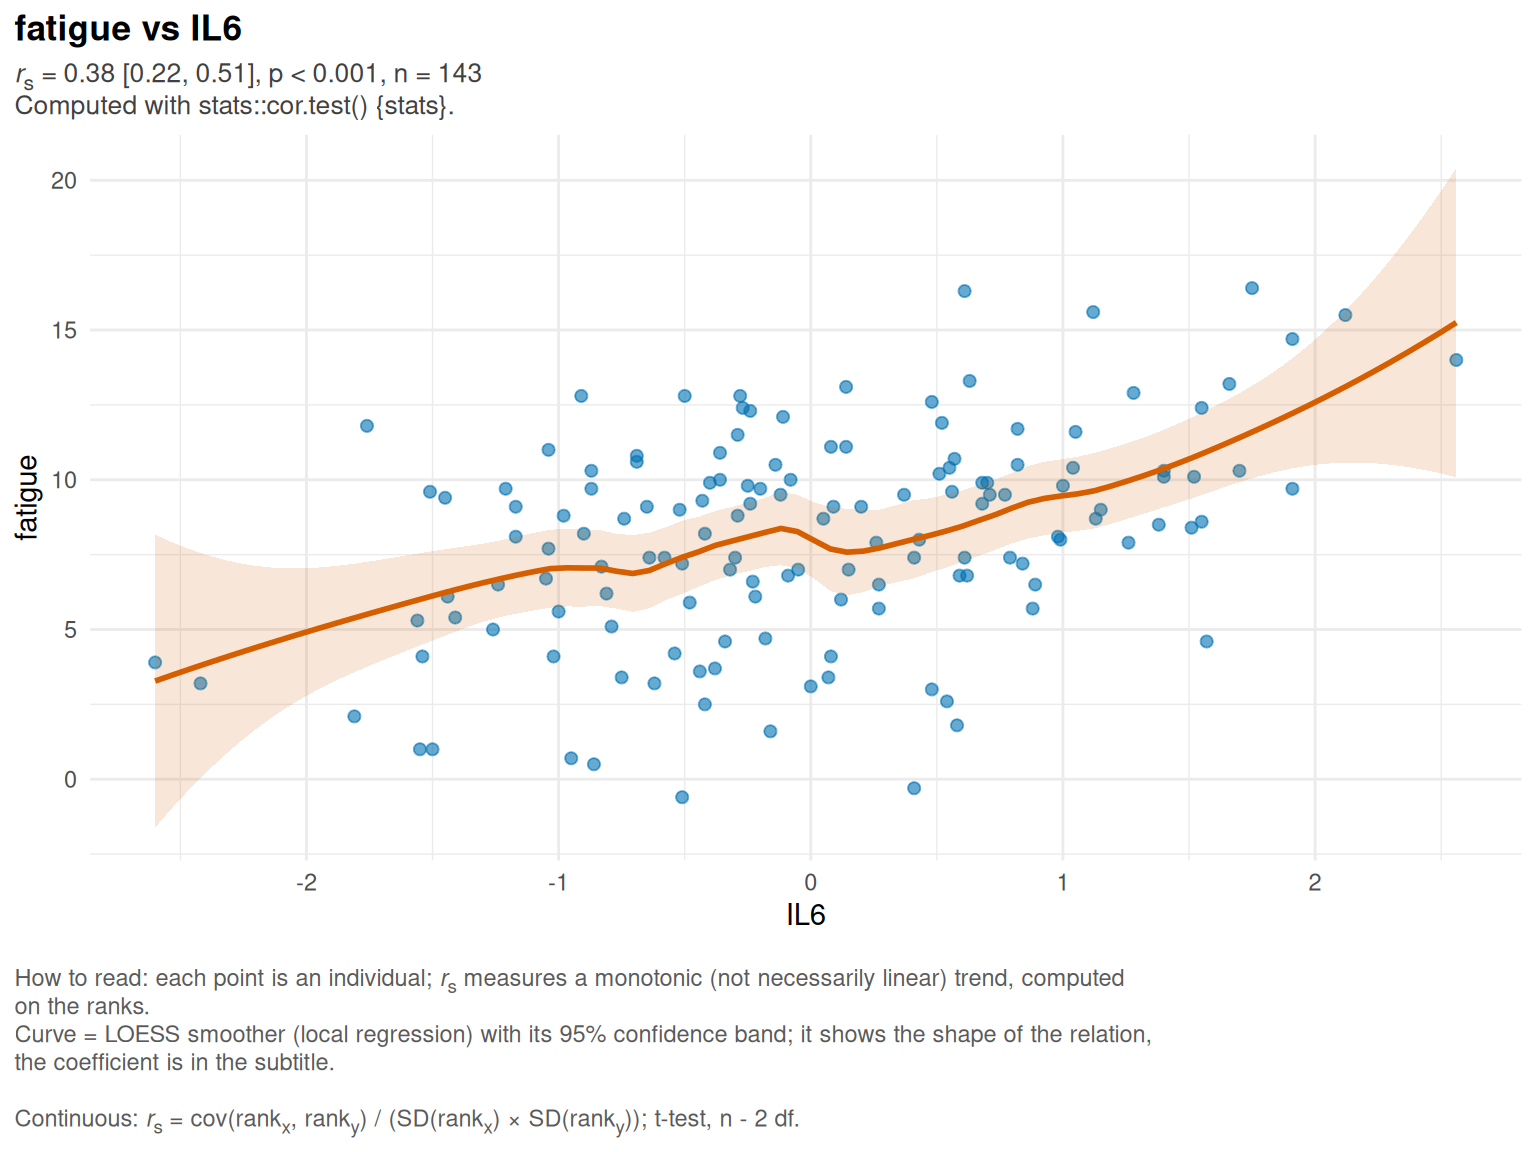 fatigue vs IL6
rs = 0.38 [0.22, 0.51], p < 0.001, n = 143
Computed with stats::cor.test() {stats}.
20
15
10
5
0
fatigue
-2
-1
0
1
2
IL6
How to read: each point is an individual; rs measures a monotonic (not necessarily linear) trend, computed
on the ranks.
Curve = LOESS smoother (local regression) with its 95% confidence band; it shows the shape of the relation,
the coefficient is in the subtitle.
Continuous: rs = cov(rankx, ranky) / (SD(rankx) × SD(ranky)); t-test, n - 2 df.